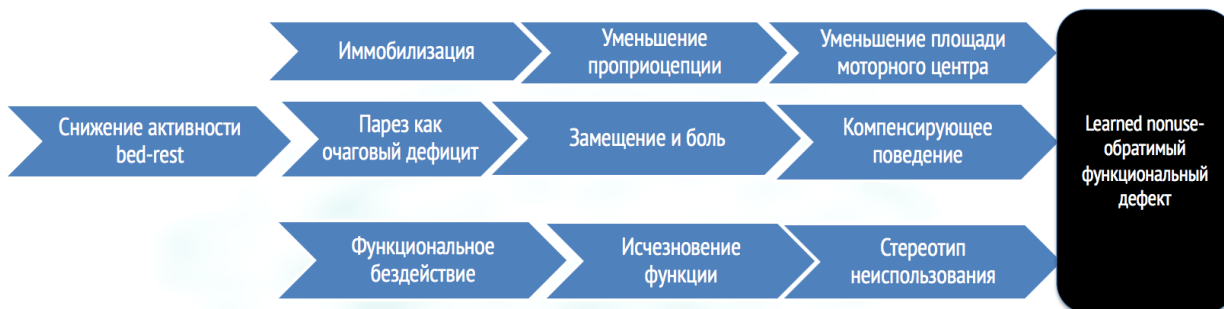 Иммобилизация
Уменьшение
проприоцепции
Уменьшение площади
моторного центра
Снижение активности
bed-rest
Парез как
очаговый дефицит
Замещение и боль
Компенсирующее
поведение
Функциональное
бездействие
Исчезновение
функции
Стереотип
неиспользования
Learned nonuse-
обратимый
функциональный
дефект